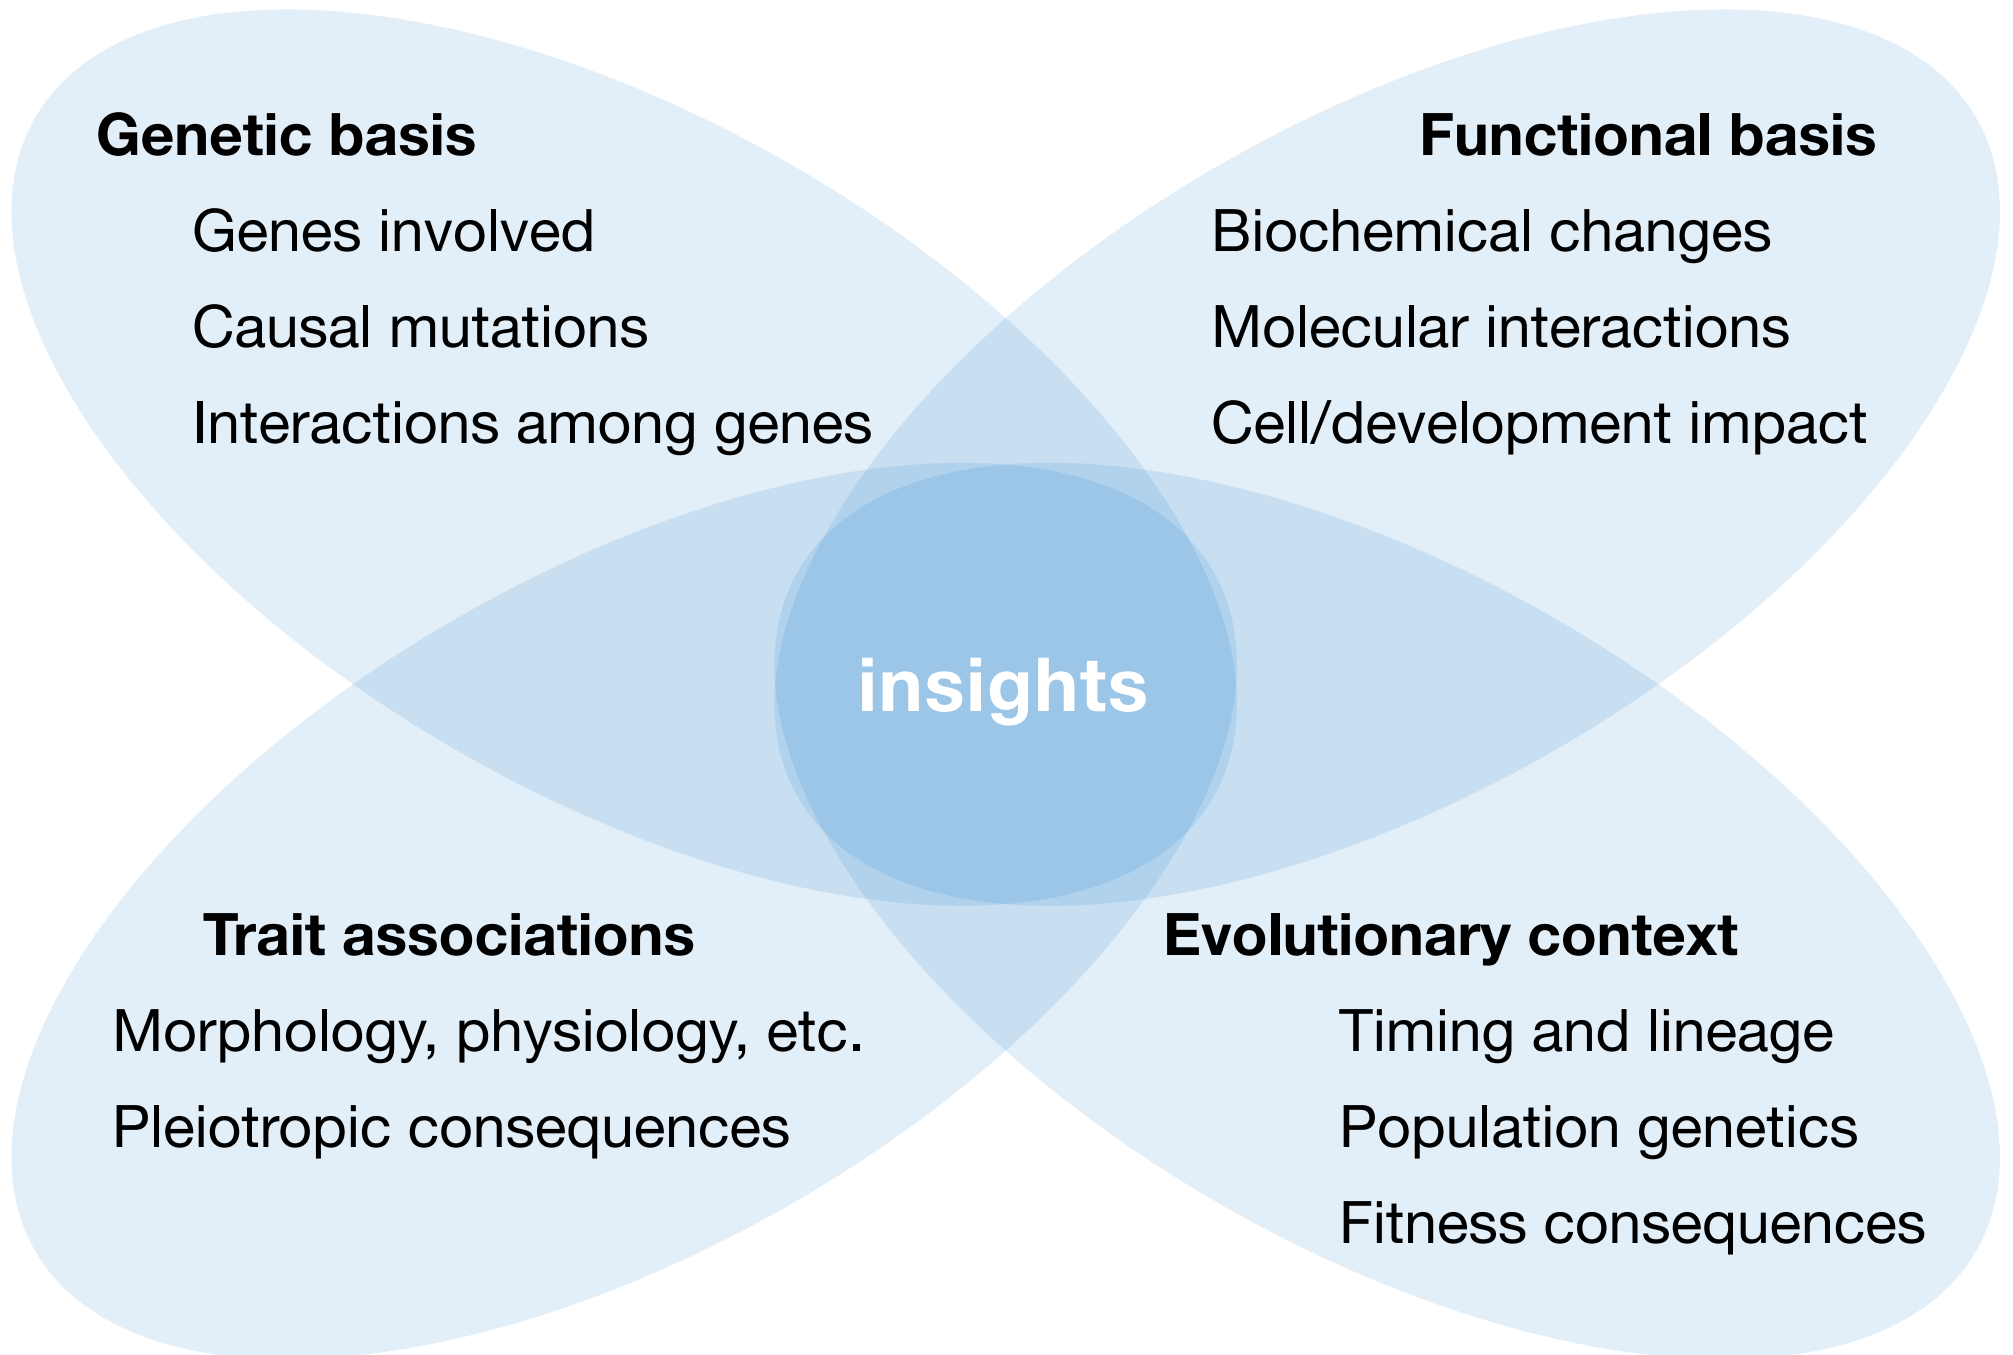 Genetic basis
Genes involved
Causal mutations
Interactions among genes
Functional basis
Biochemical changes
Molecular interactions
Cell/development impact
insights
Trait associations
Morphology, physiology, etc.
Pleiotropic consequences
Evolutionary context
Timing and lineage
Population genetics
Fitness consequences